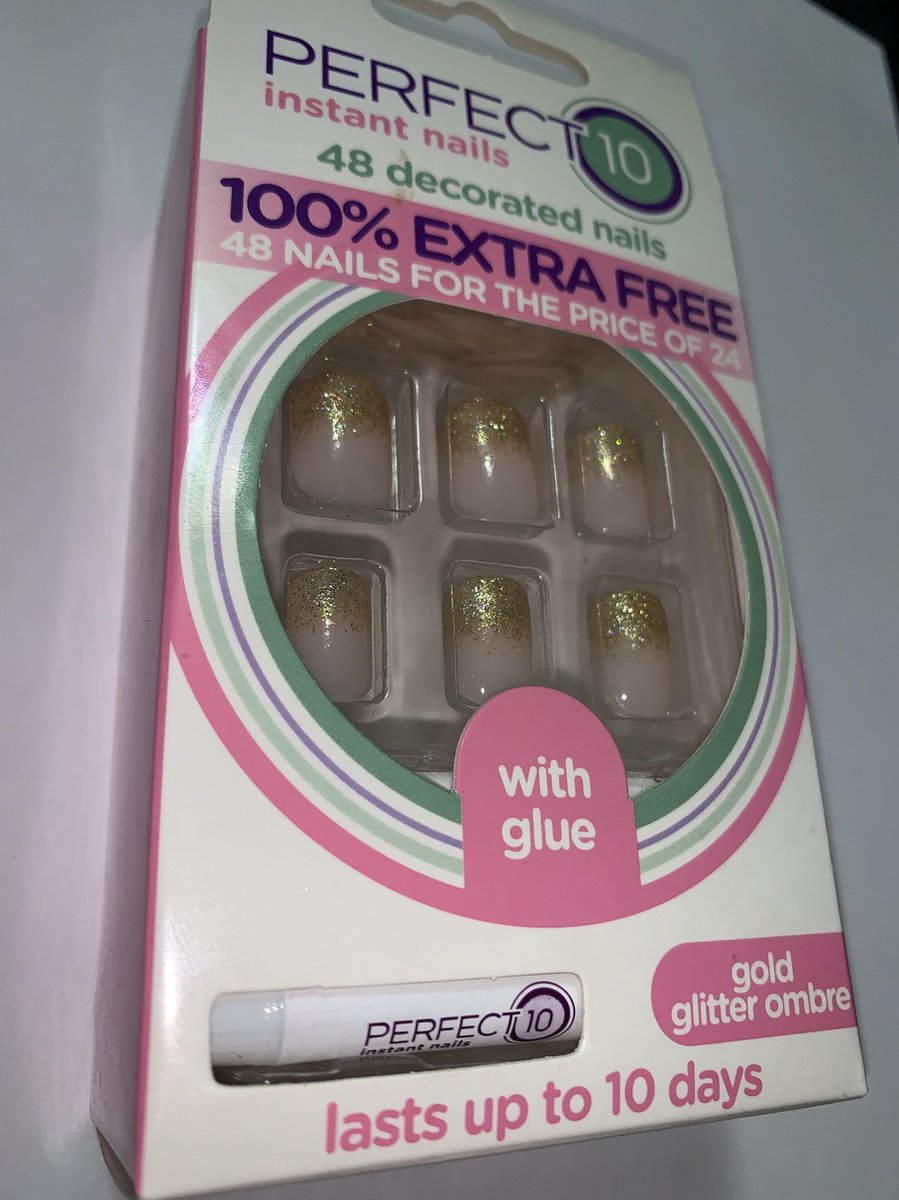 PERFECT 10
instant nails
48 decorated nails
100% EXTRA FREE
48 NAILS FOR THE PRICE OF 24
with
glue
gold
glitter ombre
PERFECT 10
instant nails
lasts up to 10 days